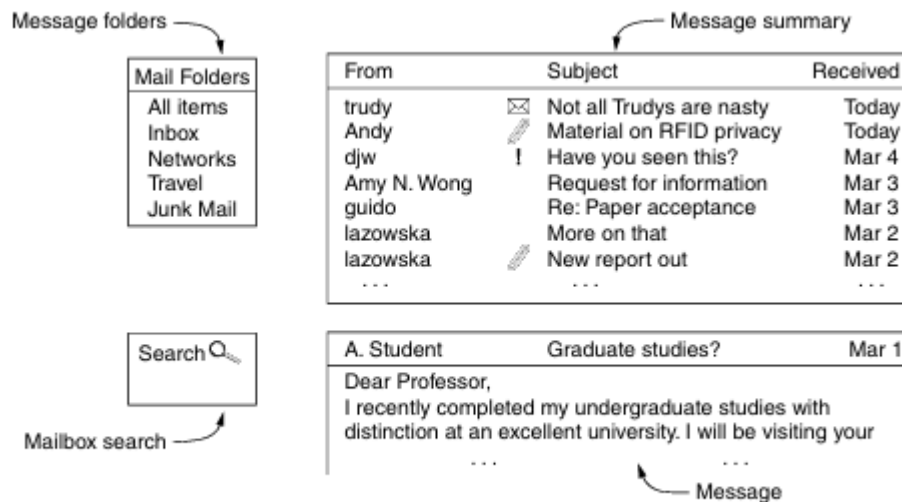 Message folders
Message summary
Mail Folders
All items
Inbox
Networks
Travel
Junk Mail
From Subject Received
trudy Not all Trudys are nasty Today
Andy Material on RFID privacy Today
djw ! Have you seen this? Mar 4
Amy N. Wong Request for information Mar 3
guido Re: Paper acceptance Mar 3
lazowska More on that Mar 2
lazowska New report out Mar 2
... ... ...
Search
Mailbox search
A. Student Graduate studies? Mar 1
Dear Professor,
I recently completed my undergraduate studies with
distinction at an excellent university. I will be visiting your
... ...
Message